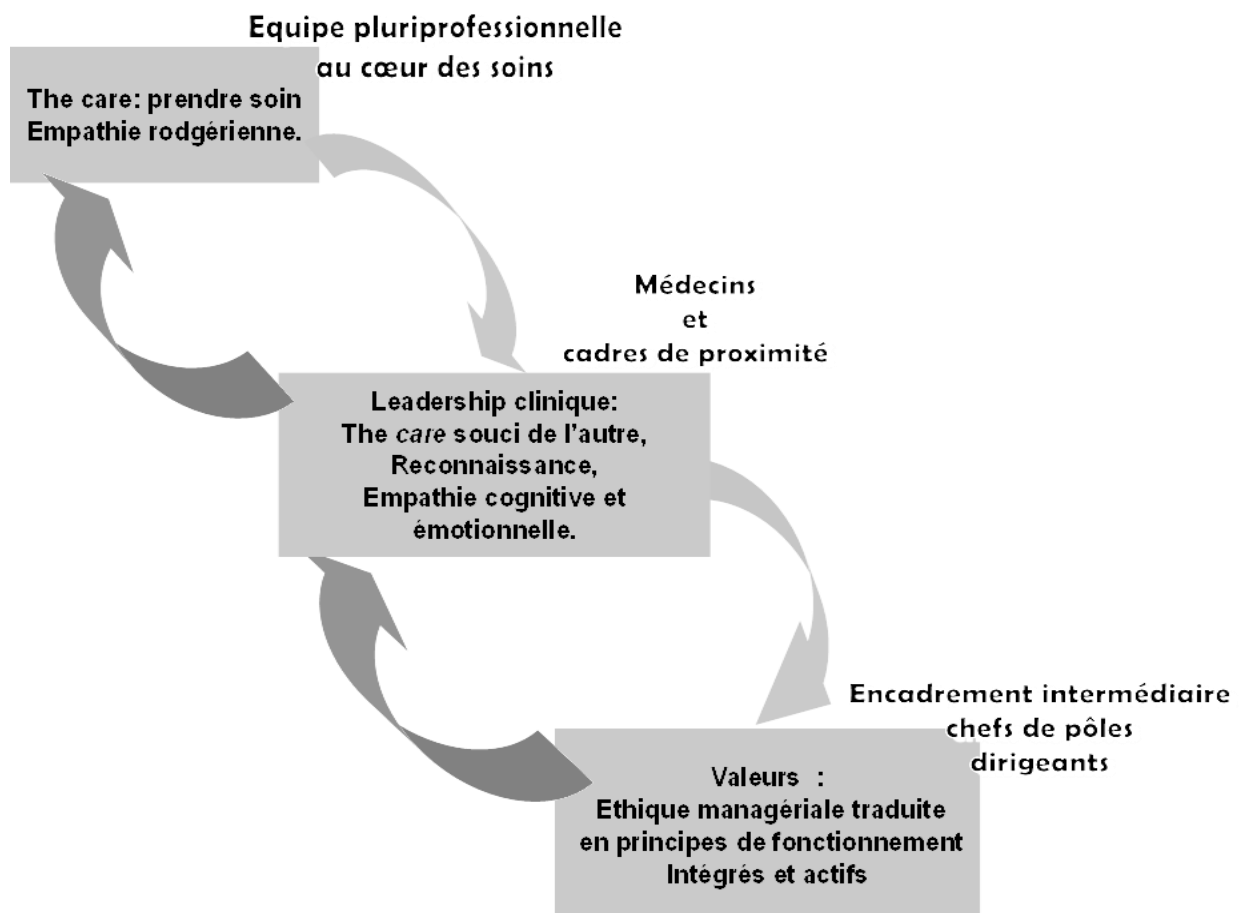 Equipe pluriprofessionnelle
au cœur des soins
The care: prendre soin
Empathie rodgérienne.
Médecins
et
cadres de proximité
Leadership clinique:
The care souci de l’autre,
Reconnaissance,
Empathie cognitive et
émotionnelle.
Encadrement intermédiaire
chefs de pôles
dirigeants
Valeurs :
Ethique managériale traduite
en principes de fonctionnement
Intégrés et actifs